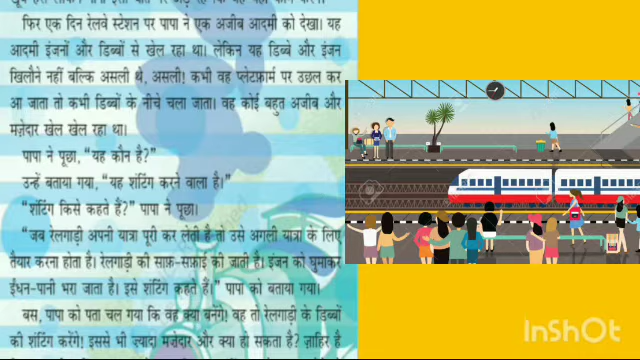 फिर एक दिन रेलवे स्टेशन पर पापा ने एक अजीब आदमी को देखा। यह
आदमी इंजनों और डिब्बों से खेल रहा था। लेकिन यह डिब्बे और इंजन
खिलौने नहीं बल्कि असली थे, असली! कभी वह प्लेटफ़ार्म पर उछल कर
आ जाता तो कभी डिब्बों के नीचे चला जाता। वह कोई बहुत अजीब और
मज़ेदार खेल खेल रहा था।
पापा ने पूछा, “यह कौन है?”
उन्हें बताया गया, “यह शंटिंग करने वाला है।”
“शंटिंग किसे कहते हैं?” पापा ने पूछा।
“जब रेलगाड़ी अपनी यात्रा पूरी कर लेती है तो उसे अगली यात्रा के लिए
तैयार करना होता है। रेलगाड़ी की साफ़-सफ़ाई की जाती है। इंजन को घुमाकर
ईंधन-पानी भरा जाता है। इसे शंटिंग कहते हैं।” पापा को बताया गया।
बस, पापा को पता चल गया कि वह क्या बनेंगे! वह तो रेलगाड़ी के डिब्बों
की शंटिंग करेंगे! इससे भी ज़्यादा मज़ेदार और क्या हो सकता है? ज़ाहिर है
InShOt